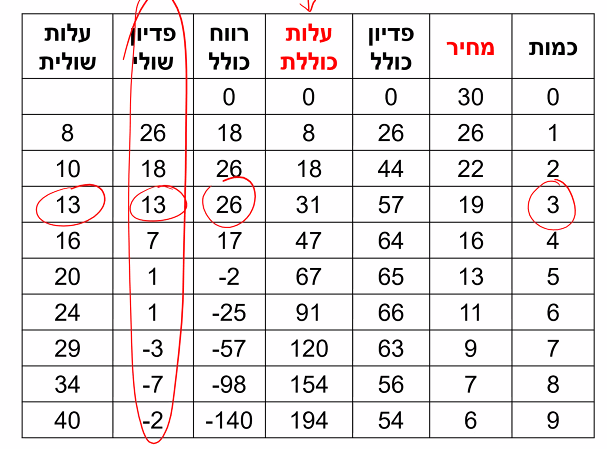 כמות מחיר פדיון כולל עלות כוללת רווח כולל פדיון שולי עלות שולית
0 30 0 0 0
1 26 26 8 18 26 8
2 22 44 18 26 18 10
3 19 57 31 26 13 13
4 16 64 47 17 7 16
5 13 65 67 -2 1 20
6 11 66 91 -25 1 24
7 9 63 120 -57 -3 29
8 7 56 154 -98 -7 34
9 6 54 194 -140 -2 40